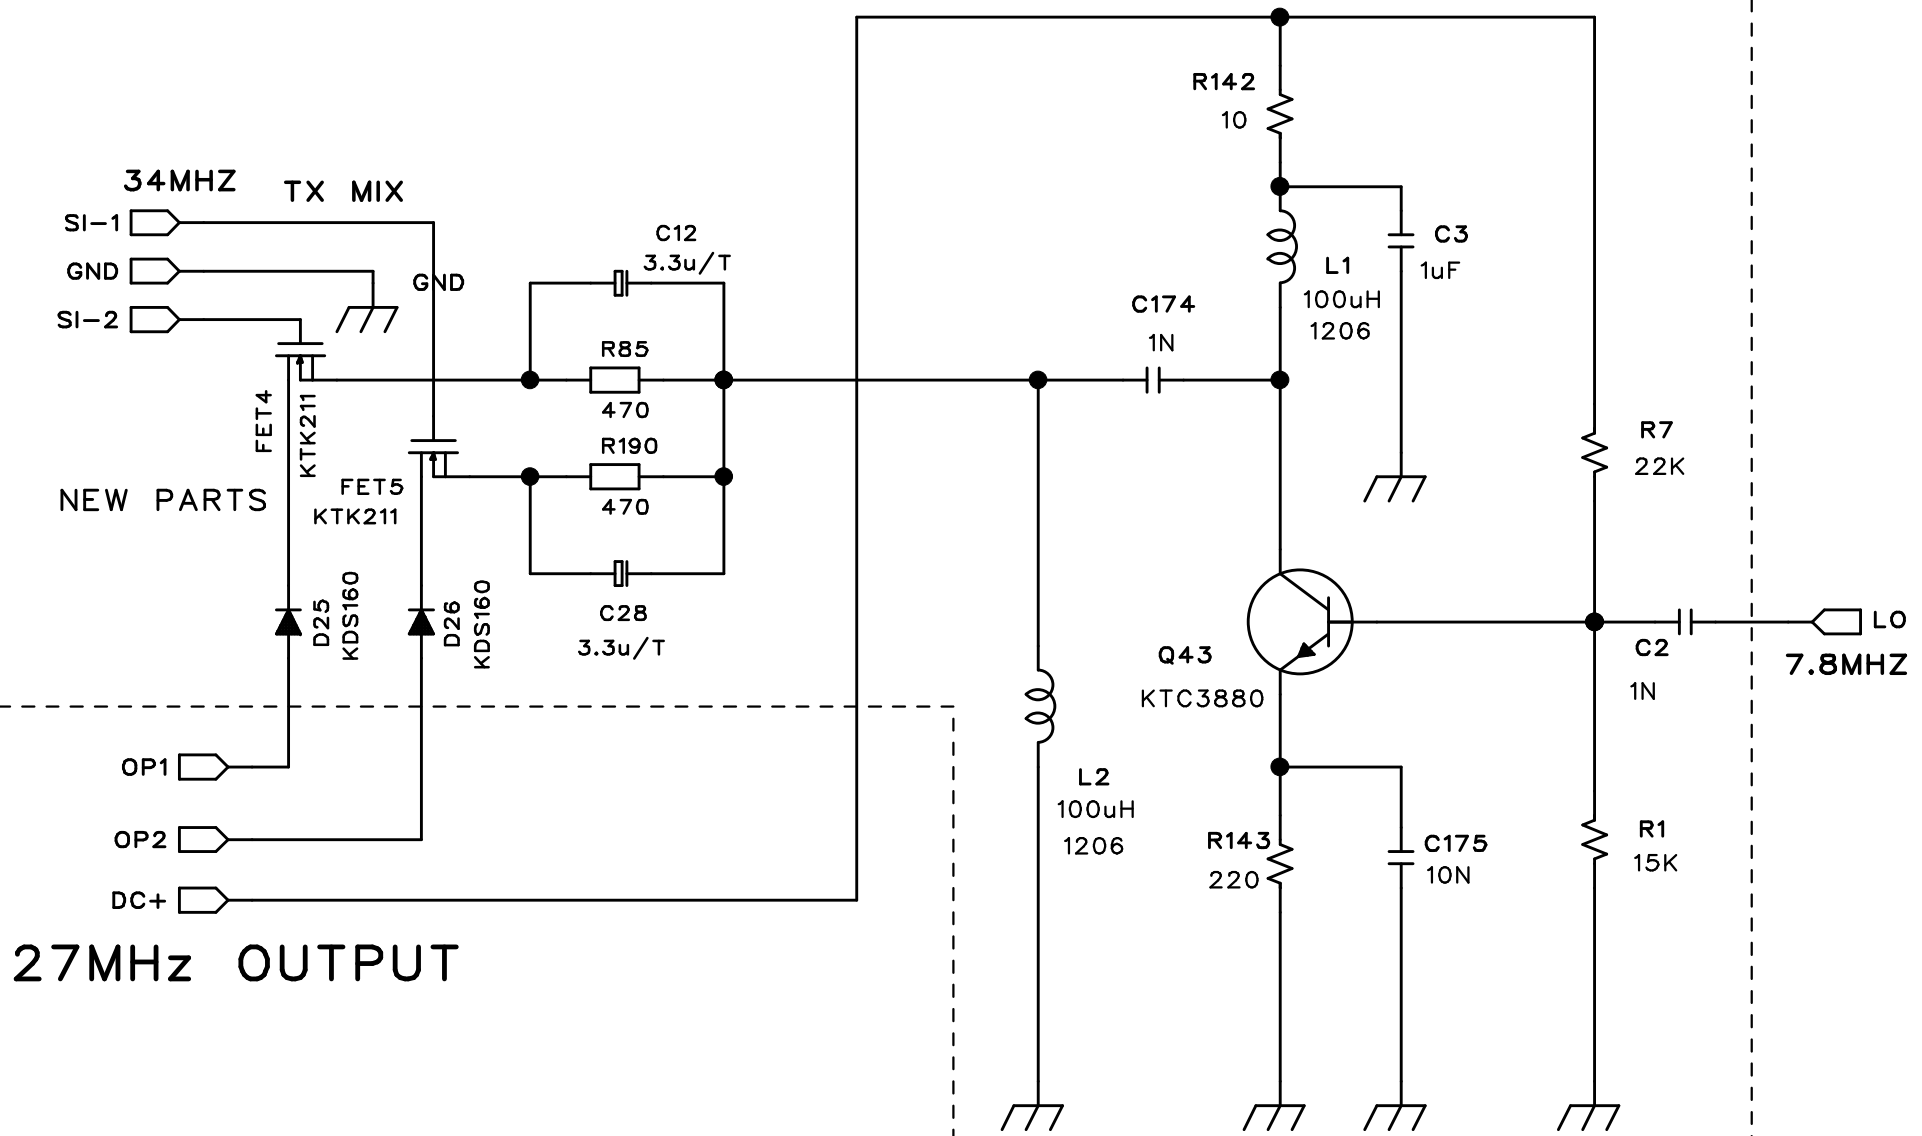 34MHZ
TX MIX
SI-1
GND
SI-2
GND
C12
3.3u/T
R85
470
R190
470
C28
3.3u/T
FET4
KTK211
FET5
KTK211
NEW PARTS
D25
KDS160
D26
KDS160
OP1
OP2
DC+
27MHz OUTPUT
R142
10
C3
1uF
L1
100uH
1206
C174
1N
R7
22K
Q43
KTC3880
C2
1N
LO
7.8MHZ
L2
100uH
1206
R143
220
C175
10N
R1
15K